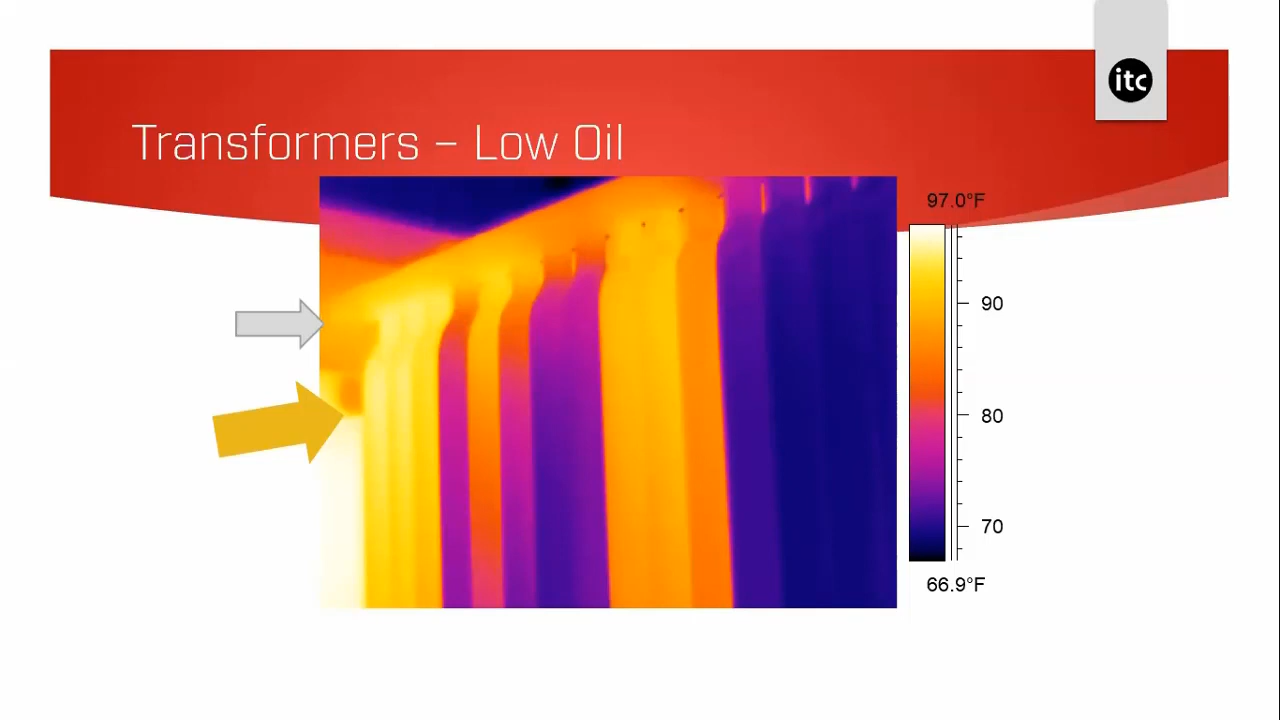 itc
Transformers – Low Oil
97.0°F
90
80
70
66.9°F